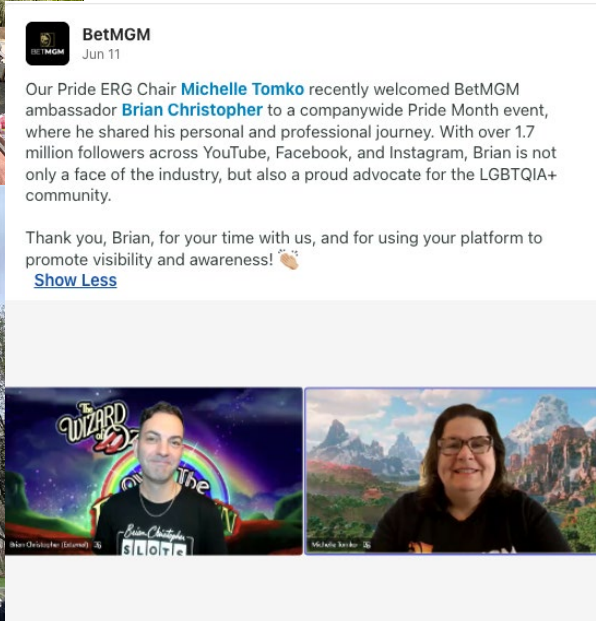 BETMGM
BetMGM
Jun 11
Our Pride ERG Chair Michelle Tomko recently welcomed BetMGM
ambassador Brian Christopher to a companywide Pride Month event,
where he shared his personal and professional journey. With over 1.7
million followers across YouTube, Facebook, and Instagram, Brian is not
only a face of the industry, but also a proud advocate for the LGBTQIA+
community.
Thank you, Brian, for your time with us, and for using your platform to
promote visibility and awareness! 👏🏼
Show Less
The
WIZARD
of OZ
The
Brian Christopher
SLOTS
Brian Christopher (External)
Michelle Tomko